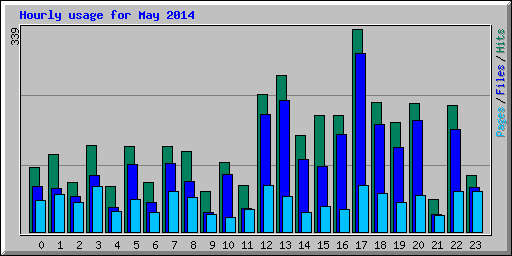 Hourly usage for May 2014
339
Pages / Files / Hits
0 1 2 3 4 5 6 7 8 9 10 11 12 13 14 15 16 17 18 19 20 21 22 23